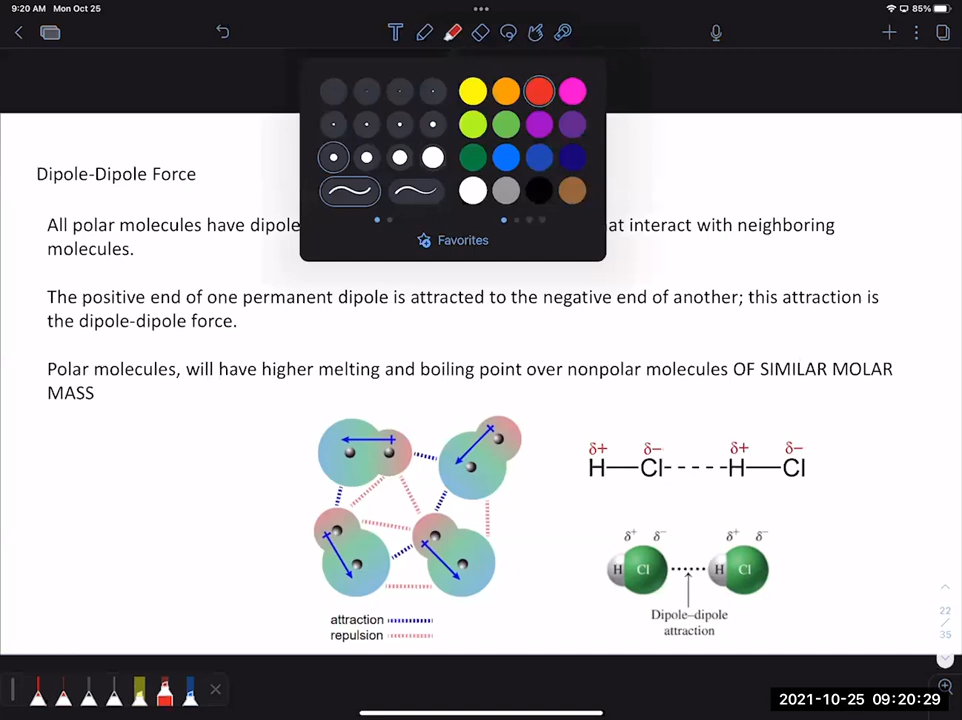 9:20 AM Mon Oct 25
85%
T
Favorites
Dipole-Dipole Force
All polar molecules have dipole at interact with neighboring
molecules.
The positive end of one permanent dipole is attracted to the negative end of another; this attraction is
the dipole-dipole force.
Polar molecules, will have higher melting and boiling point over nonpolar molecules OF SIMILAR MOLAR
MASS
δ+ δ− δ+ δ−
H—Cl-----H—Cl
δ+ δ- δ+ δ-
H Cl H Cl
Dipole–dipole
attraction
attraction
repulsion
22
/
35
2021-10-25 09:20:29